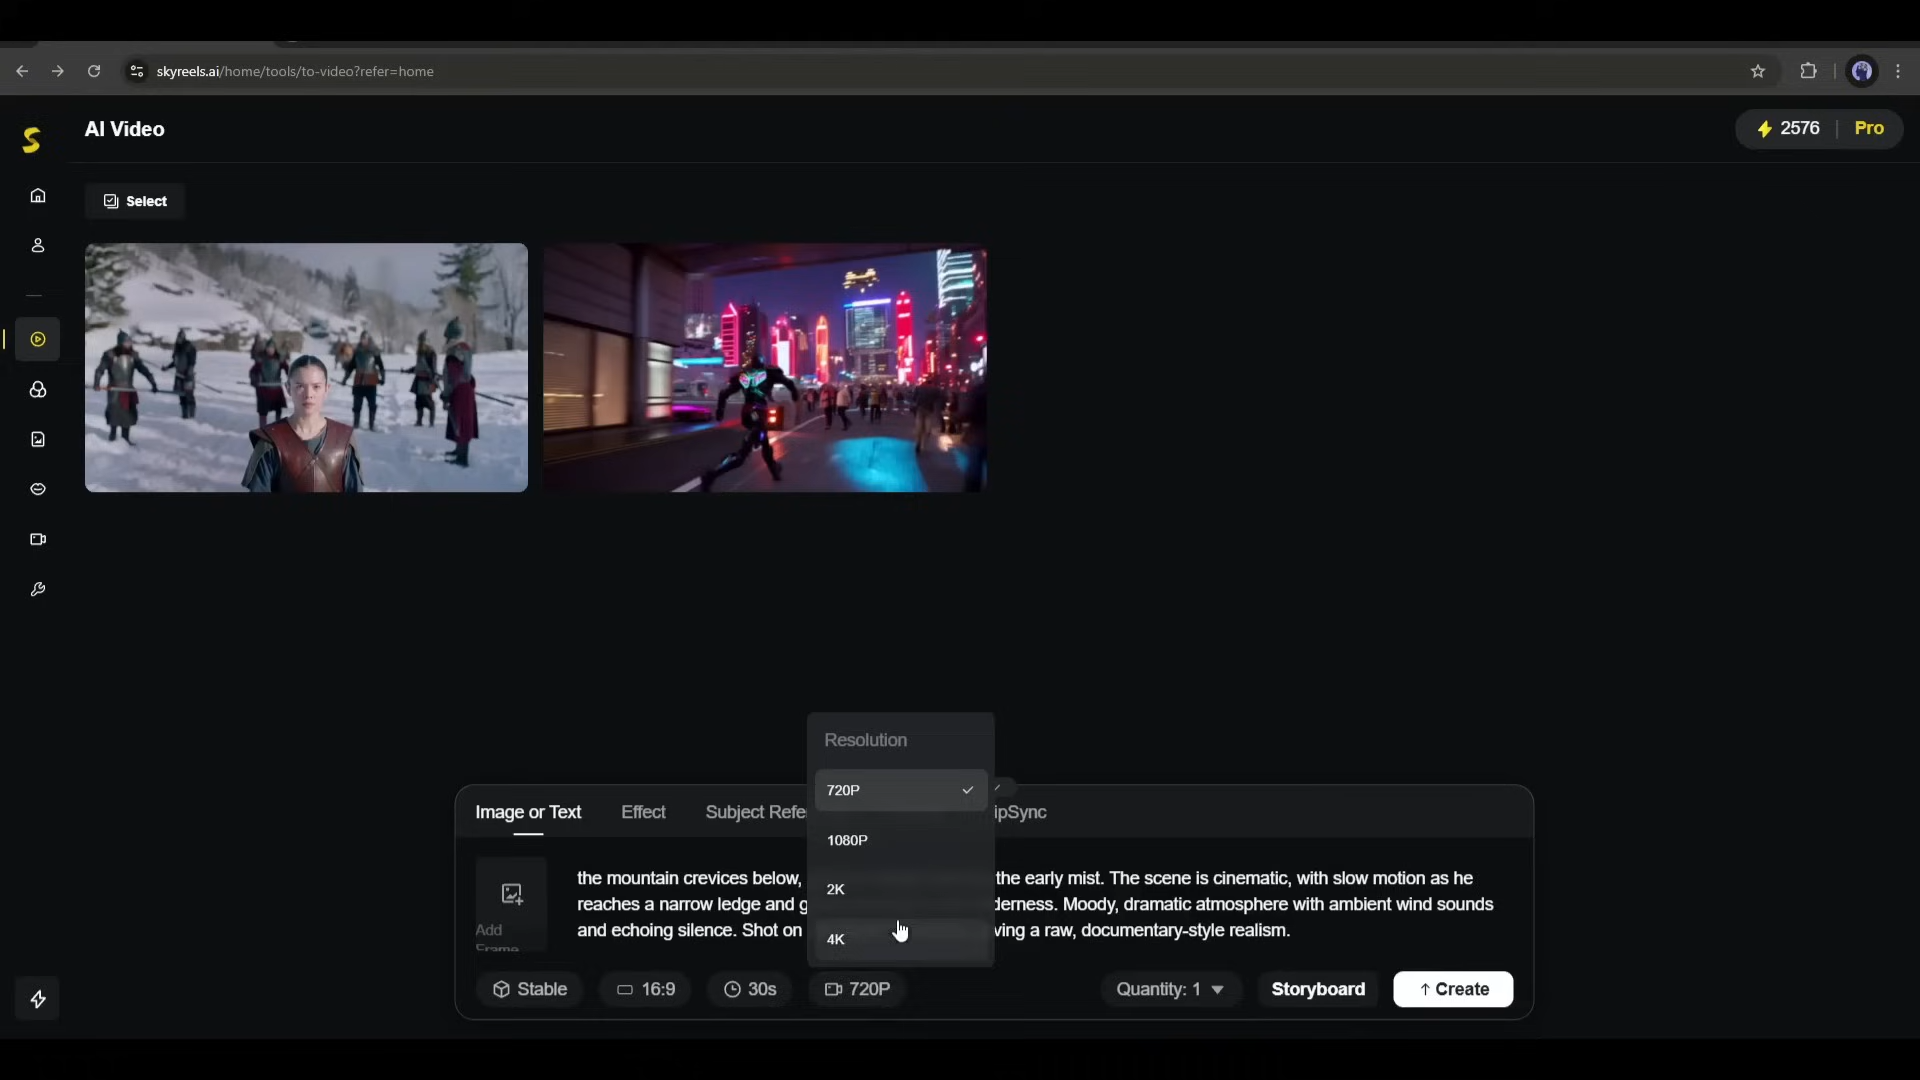 skyreels.ai/home/tools/to-video?refer=home
AI Video
2576
Pro
Select
Resolution
720P
1080P
2K
4K
Image or Text
Effect
Subject Refe
ipSync
Add
Frame
the mountain crevices below, the early mist. The scene is cinematic, with slow motion as he
reaches a narrow ledge and g derness. Moody, dramatic atmosphere with ambient wind sounds
and echoing silence. Shot on ving a raw, documentary-style realism.
Stable
16:9
30s
720P
Quantity: 1
Storyboard
Create